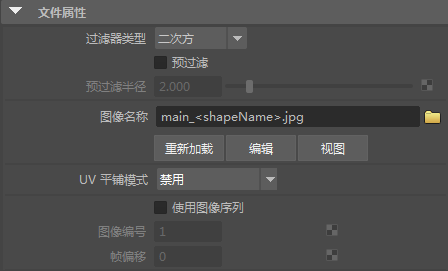 文件属性
过滤器类型 二次方
预过滤
预过滤半径 2.000
图像名称 main_<shapeName>.jpg
重新加载 编辑 视图
UV 平铺模式 禁用
使用图像序列
图像编号 1
帧偏移 0